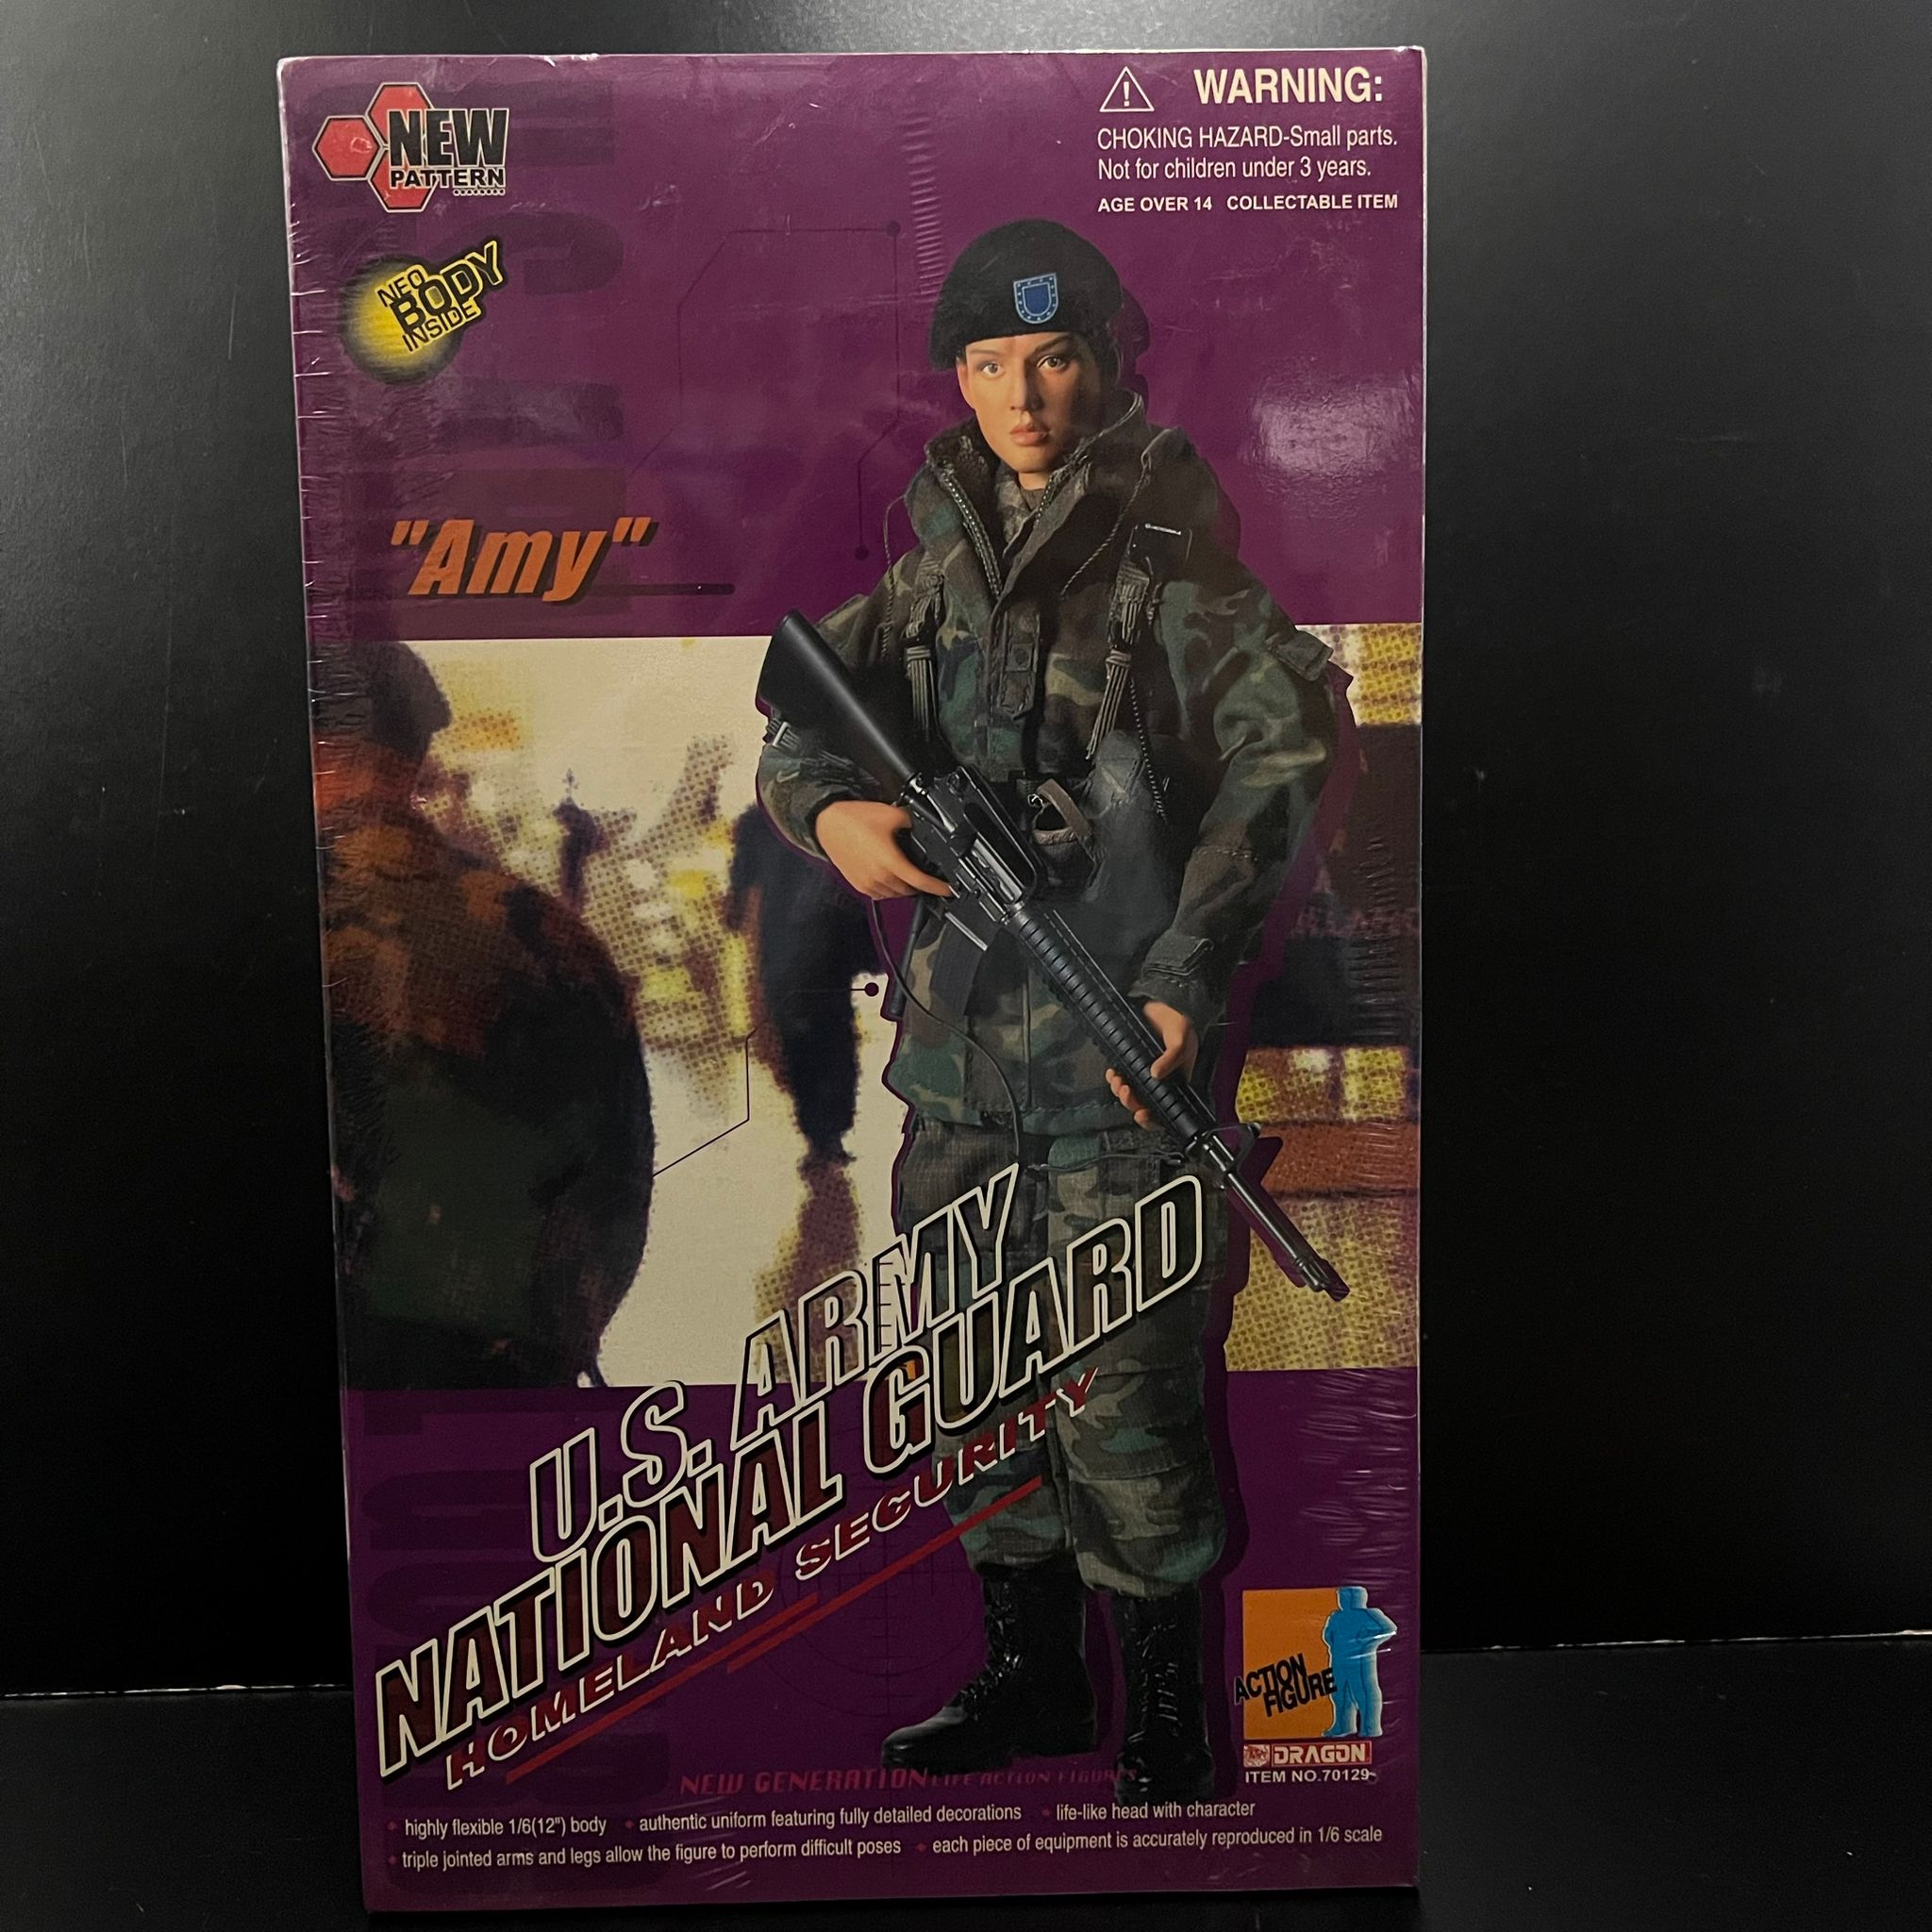 NEW
PATTERN
WARNING:
CHOKING HAZARD-Small parts.
Not for children under 3 years.
AGE OVER 14 COLLECTABLE ITEM
NEO
BODY
INSIDE
"Amy"
U.S. ARMY
NATIONAL GUARD
HOMELAND SECURITY
ACTION
FIGURE
DRAGON
ITEM NO.70129
NEW GENERATION LIFE ACTION FIGURES
highly flexible 1/6(12") body authentic uniform featuring fully detailed decorations life-like head with character
triple jointed arms and legs allow the figure to perform difficult poses each piece of equipment is accurately reproduced in 1/6 scale